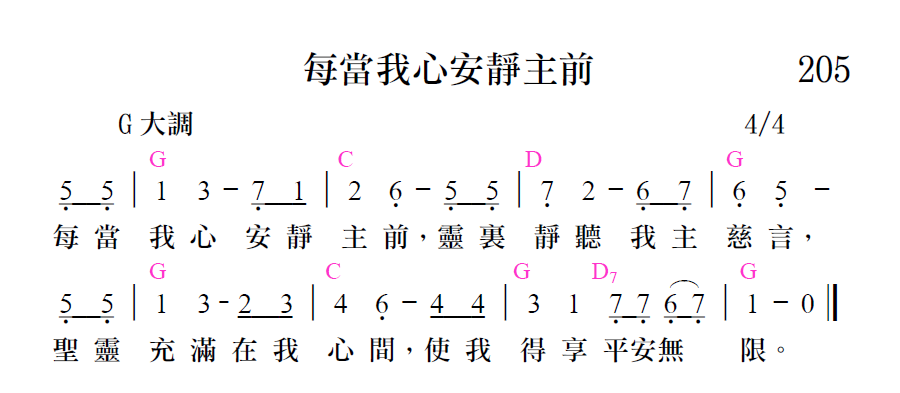 每當我心安靜主前 205
G 大調 4/4
G C D G
5̣ 5̣ | 1 3 - 7̣ 1 | 2 6̣ - 5̣ 5̣ | 7̣ 2 - 6̣ 7̣ | 6̣ 5̣ -
每當 我心 安靜 主前,靈裏 靜聽 我主 慈言,
G C G D7 G
5̣ 5̣ | 1 3 - 2 3 | 4 6̣ - 4 4 | 3 1 7̣ 7̣ 6̣ 7̣ | 1 - 0 ‖
聖靈 充滿在我 心間,使我 得享 平安無 限。